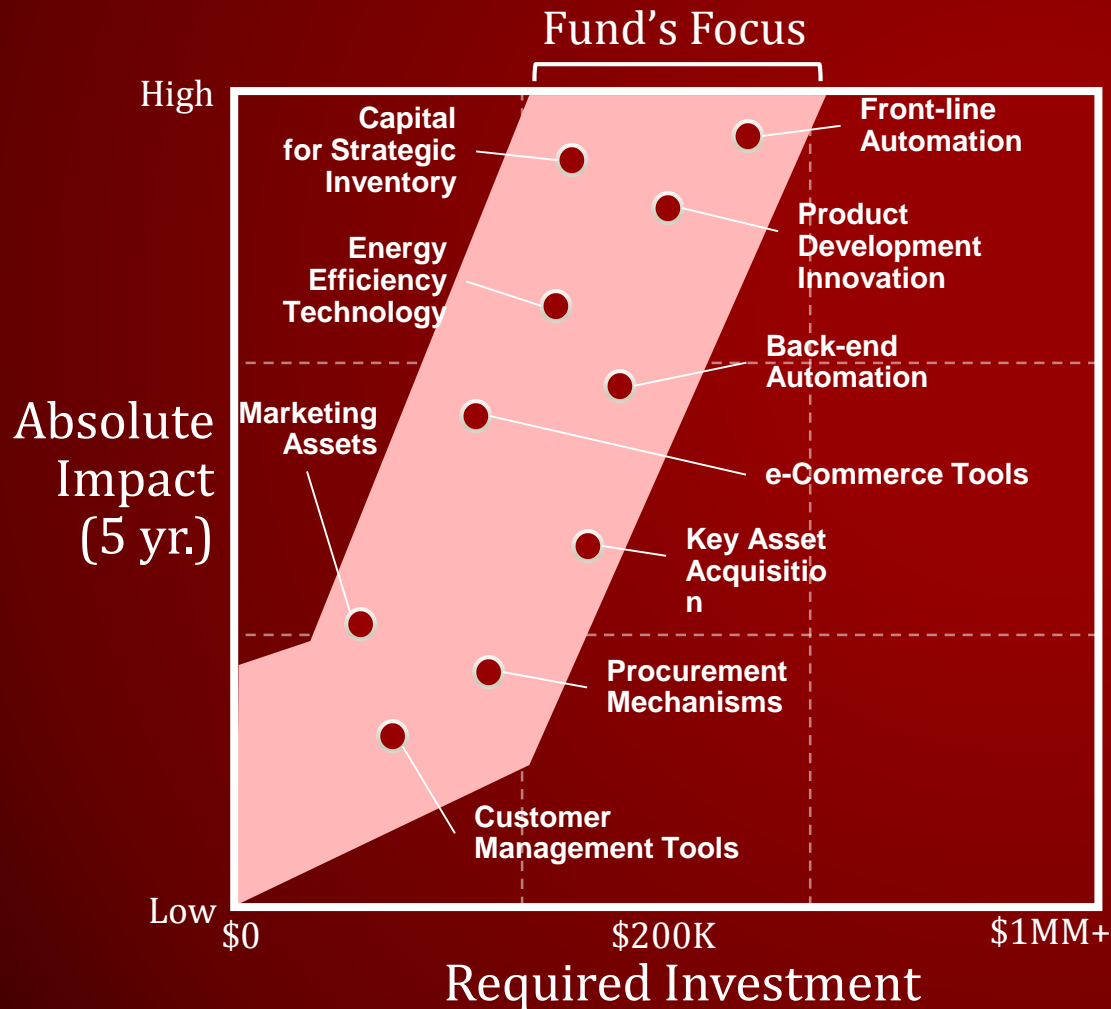 Fund’s Focus
High
Capital
for Strategic
Inventory
Front-line
Automation
Product
Development
Innovation
Energy
Efficiency
Technology
Back-end
Automation
Absolute
Impact
(5 yr.)
Marketing
Assets
e-Commerce Tools
Key Asset
Acquisitio
n
Procurement
Mechanisms
Customer
Management Tools
Low
$0
$200K
$1MM+
Required Investment